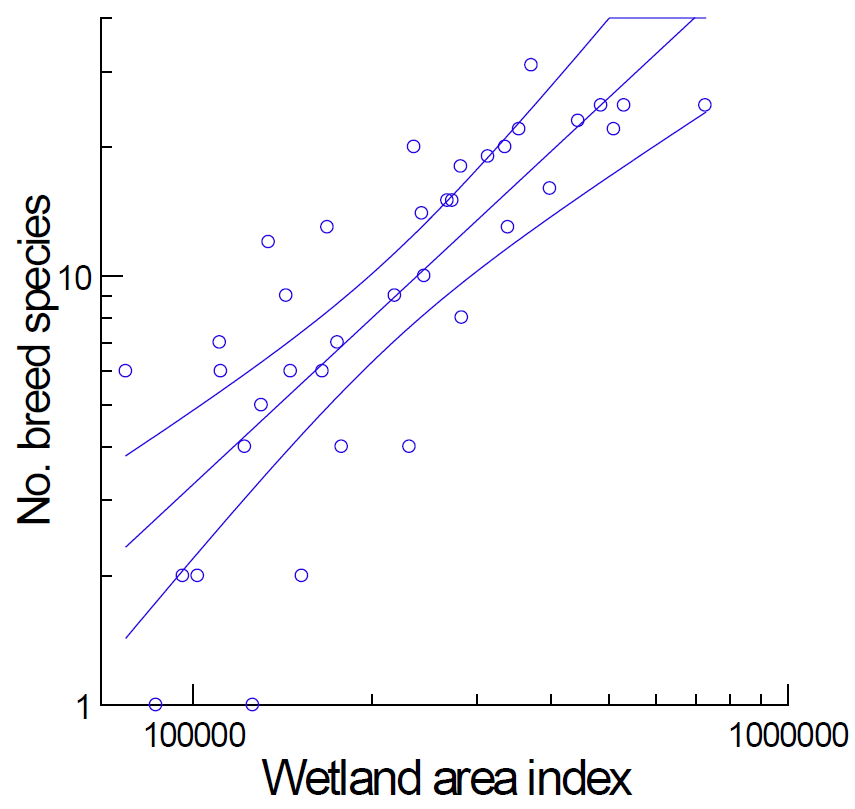 No. breed species
10
1
100000
1000000
Wetland area index